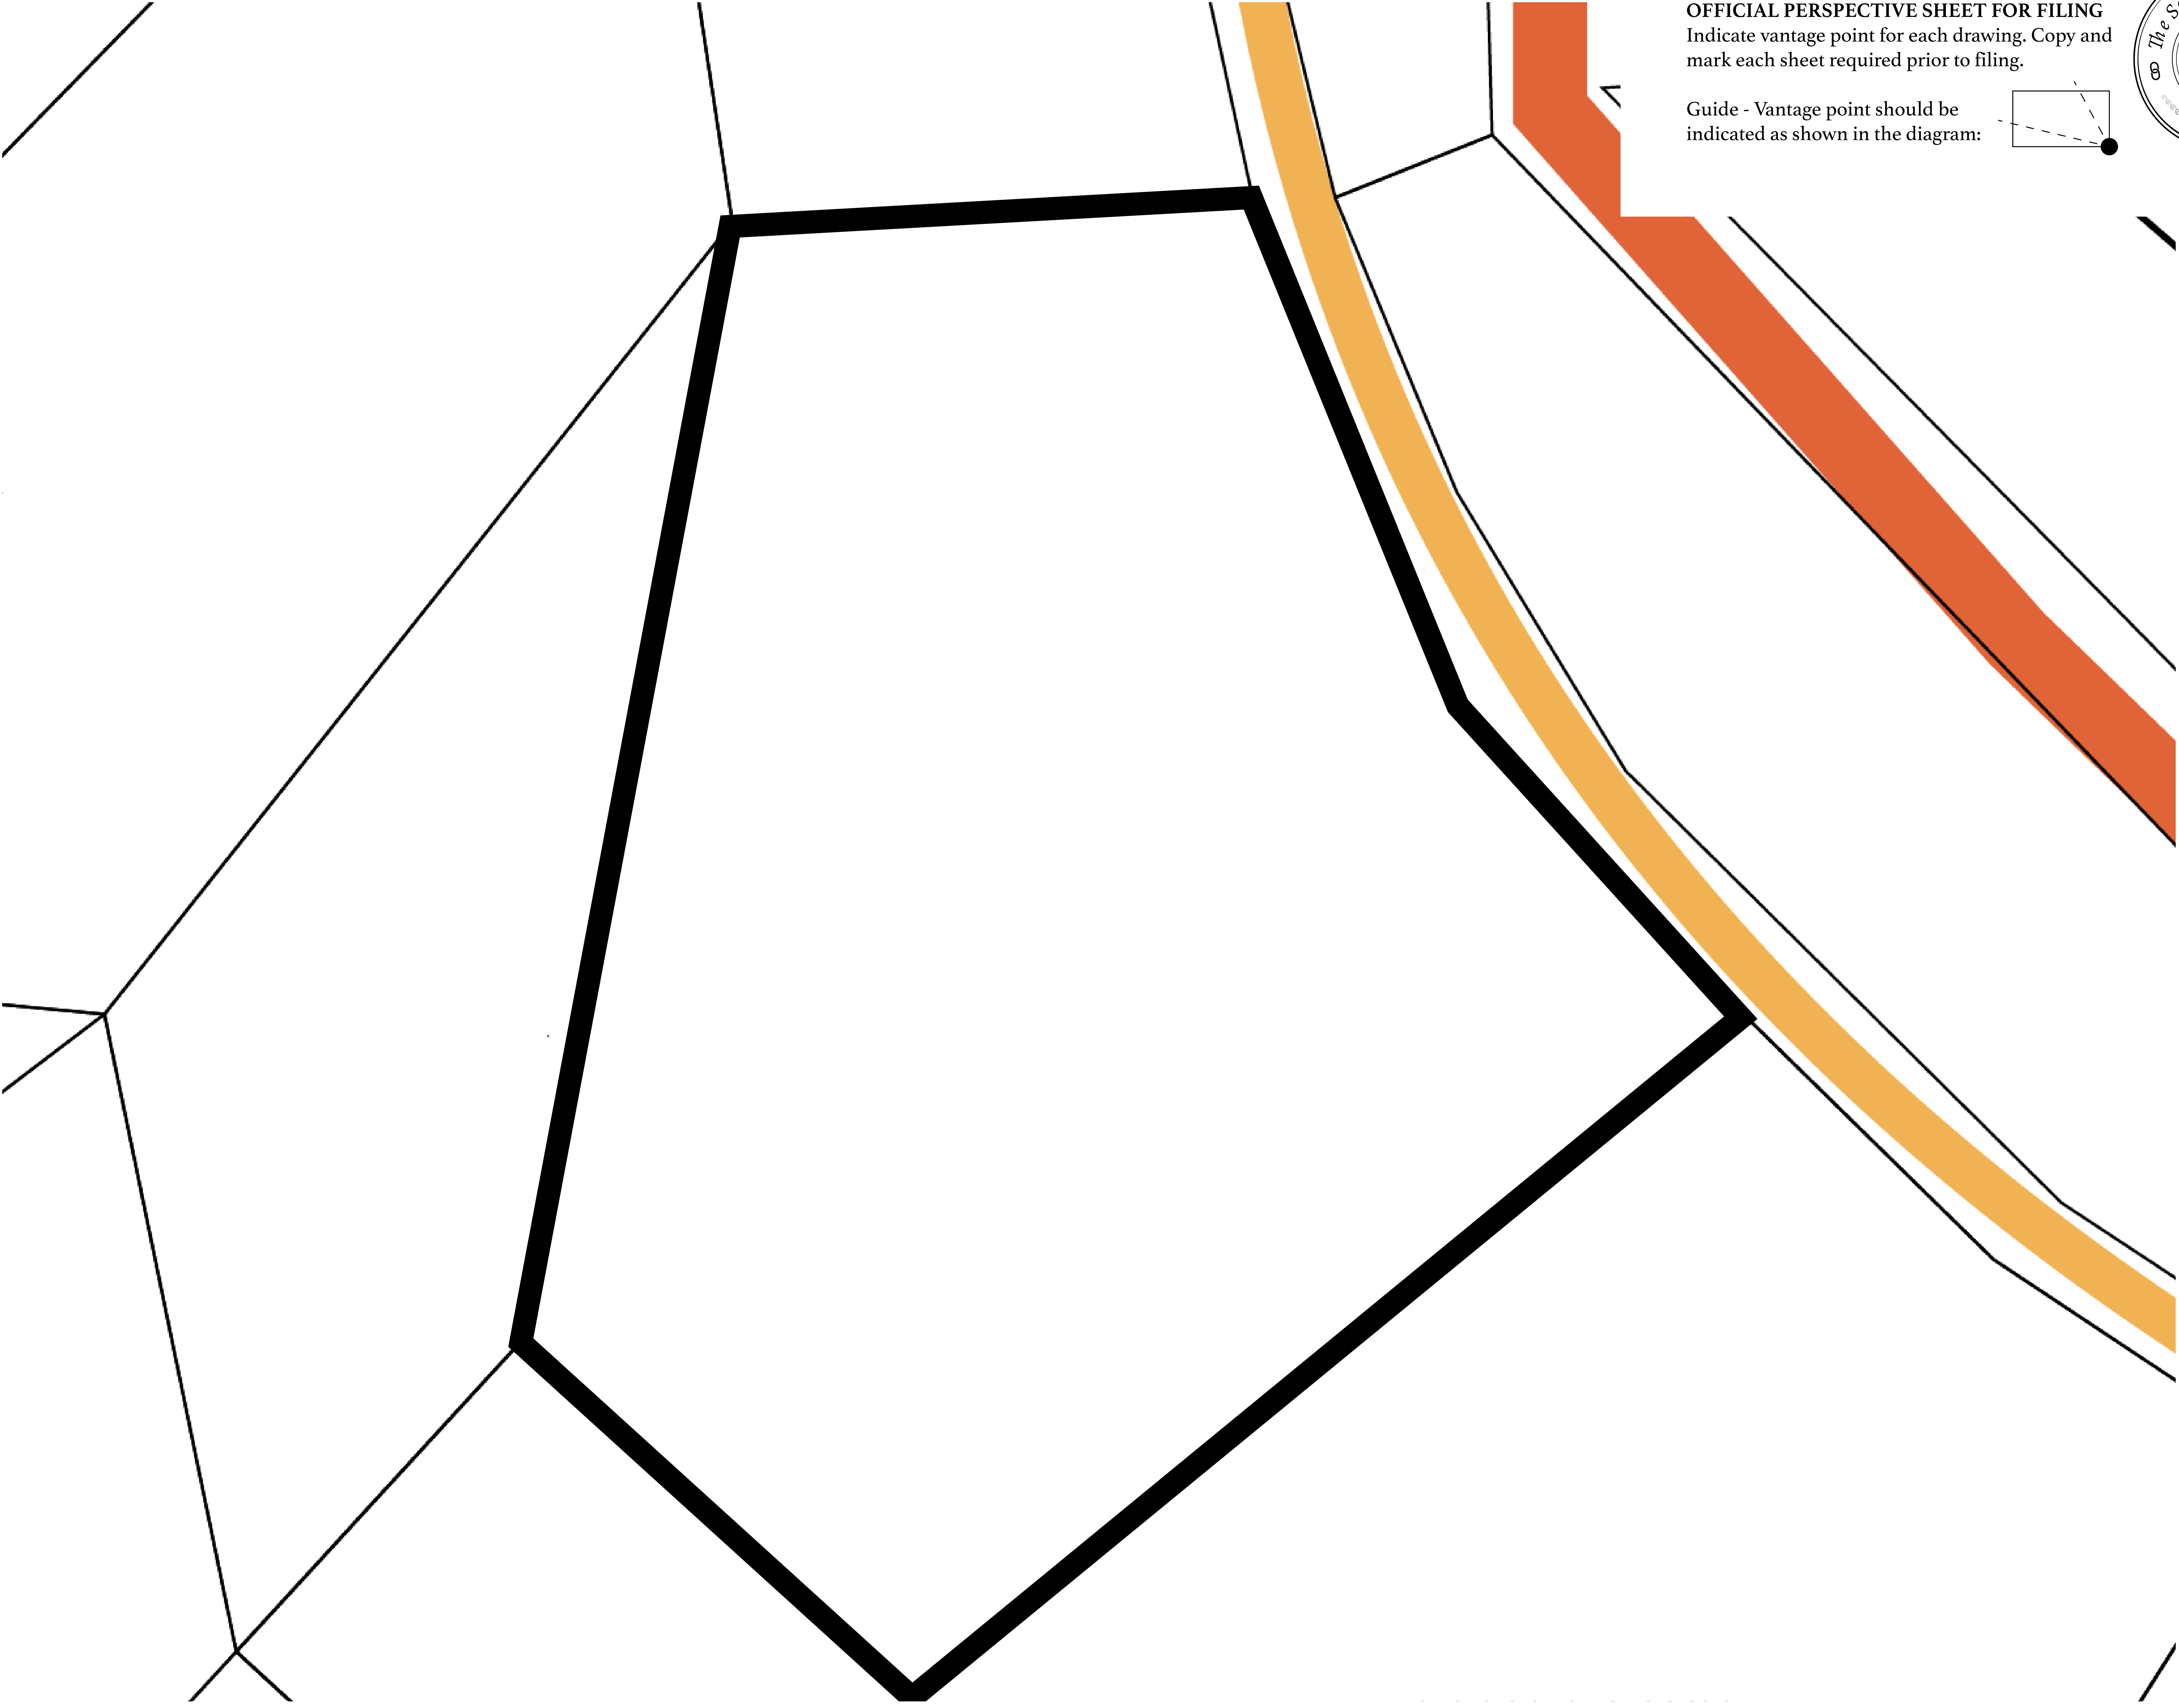 OFFICIAL PERSPECTIVE SHEET FOR FILING
Indicate vantage point for each drawing. Copy and
mark each sheet required prior to filing.
Guide - Vantage point should be
indicated as shown in the diagram:
The